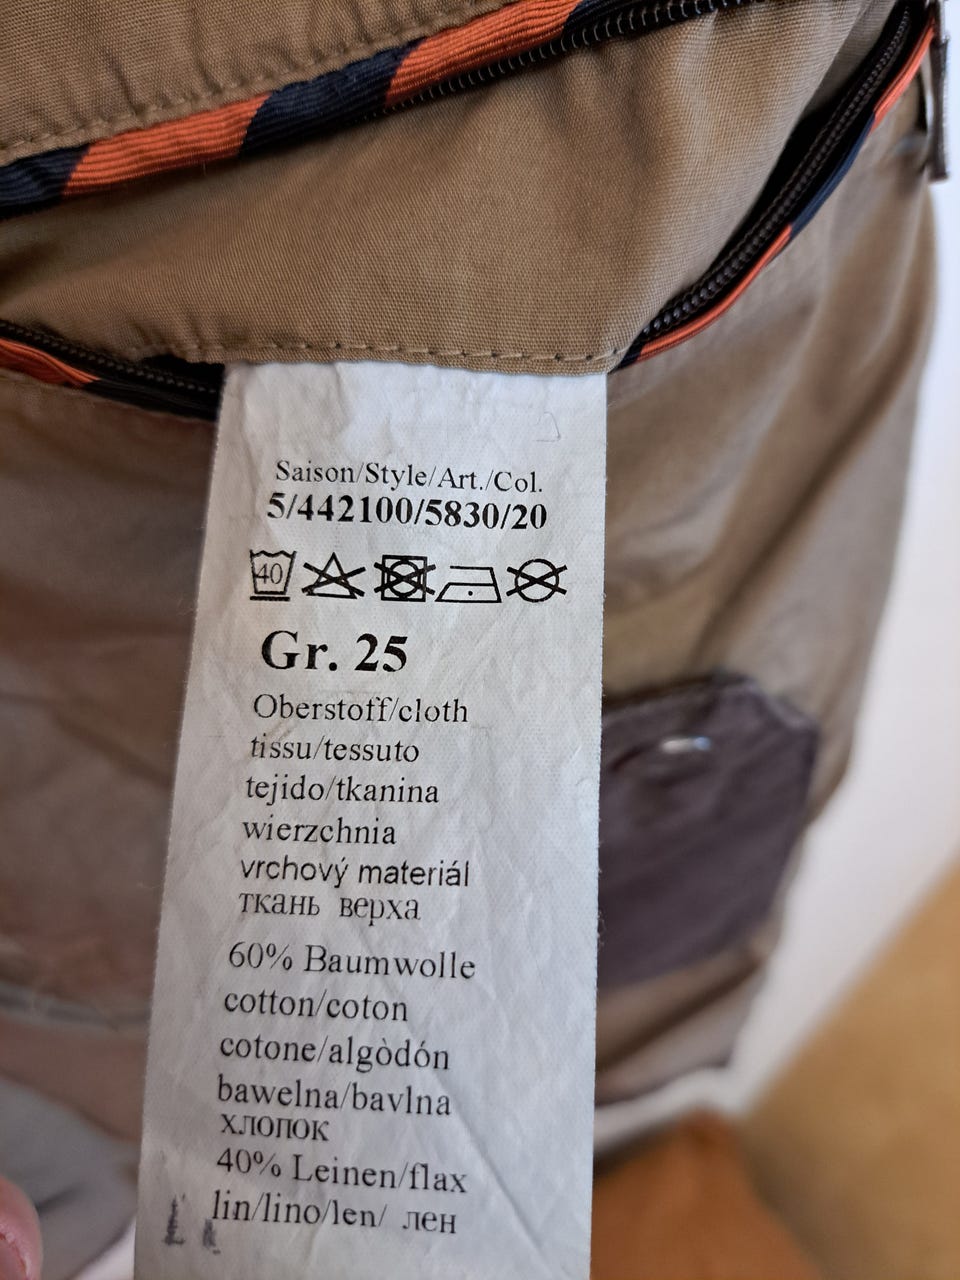 Saison/Style/Art./Col.
5/442100/5830/20
40
Gr. 25
Oberstoff/cloth
tissu/tessuto
tejido/tkanina
wierzchnia
vrchový materiál
ткань верха
60% Baumwolle
cotton/coton
cotone/algòdón
bawelna/bavlna
хлопок
40% Leinen/flax
lin/lino/len/ лен